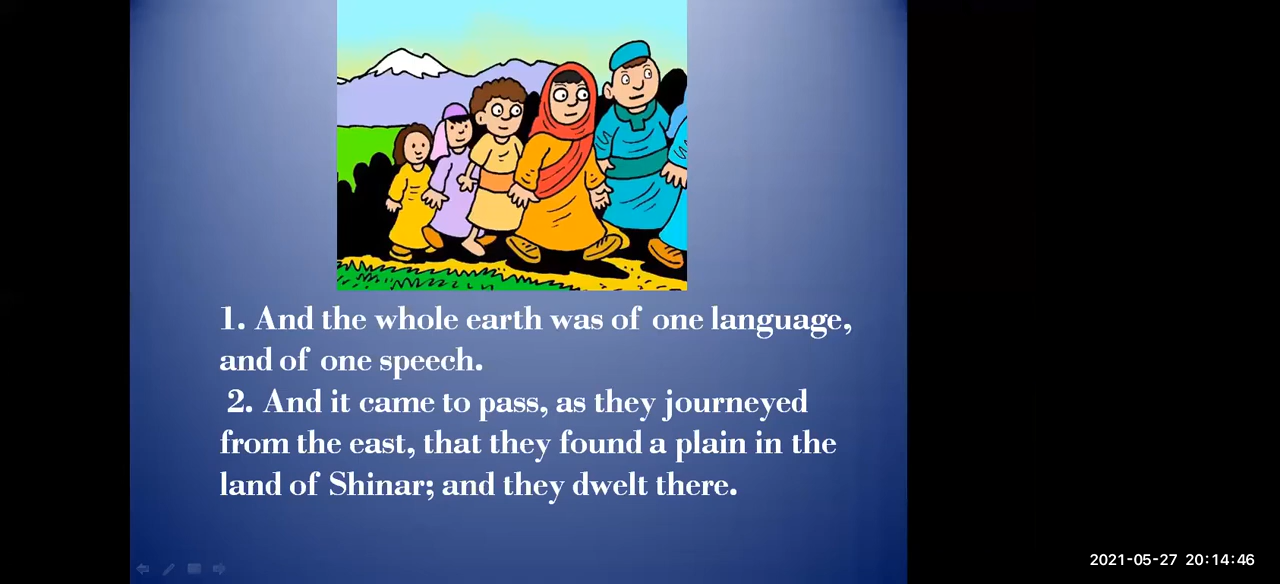 1. And the whole earth was of one language,
and of one speech.
2. And it came to pass, as they journeyed
from the east, that they found a plain in the
land of Shinar; and they dwelt there.
2021-05-27 20:14:46